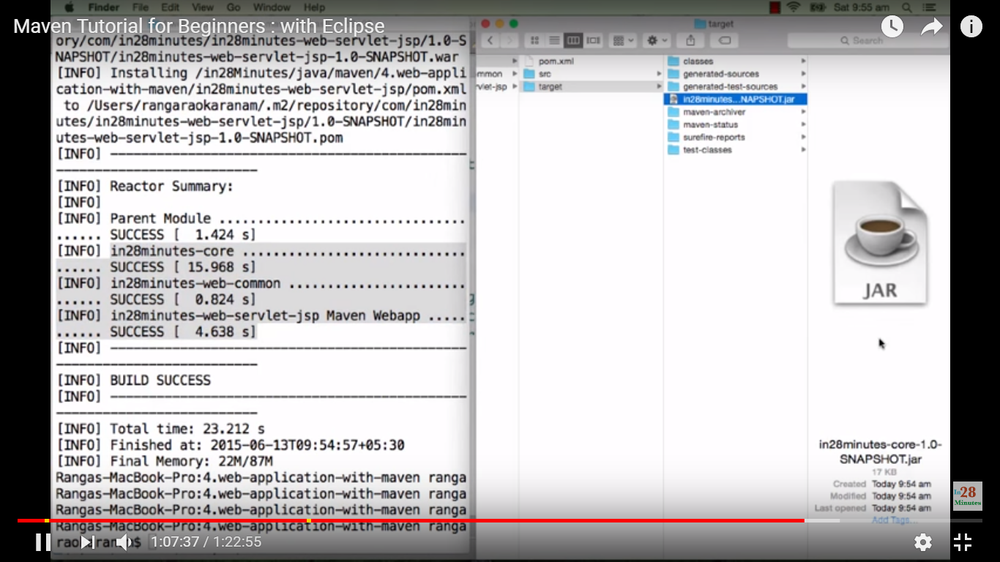 Finder File Edit View Go Window Help
Sat 9:55 am
Maven Tutorial for Beginners : with Eclipse
ory/com/in28minutes/in28minutes-web-servlet-jsp/1.0-S
NAPSHOT/in28minutes-web-servlet-jsp-1.0-SNAPSHOT.war
[INFO] Installing /in28Minutes/java/maven/4.web-appli
cation-with-maven/in28minutes-web-servlet-jsp/pom.xml
to /Users/rangaraokaranam/.m2/repository/com/in28min
utes/in28minutes-web-servlet-jsp/1.0-SNAPSHOT/in28min
utes-web-servlet-jsp-1.0-SNAPSHOT.pom
[INFO] ------------------------------------------------------------------------
[INFO] Reactor Summary:
[INFO]
[INFO] Parent Module ................................
...... SUCCESS [  1.424 s]
[INFO] in28minutes-core .............................
...... SUCCESS [ 15.968 s]
[INFO] in28minutes-web-common .......................
...... SUCCESS [  0.824 s]
[INFO] in28minutes-web-servlet-jsp Maven Webapp .....
...... SUCCESS [  4.638 s]
[INFO] ------------------------------------------------------------------------
[INFO] BUILD SUCCESS
[INFO] ------------------------------------------------------------------------
[INFO] Total time: 23.212 s
[INFO] Finished at: 2015-06-13T09:54:57+05:30
[INFO] Final Memory: 22M/87M
Rangas-MacBook-Pro:4.web-application-with-maven ranga
Rangas-MacBook-Pro:4.web-application-with-maven ranga
Rangas-MacBook-Pro:4.web-application-with-maven ranga
Rangas-MacBook-Pro:4.web-application-with-maven ranga
raokaranam$
target
Search
mmon
vlet-jsp
pom.xml
src
target
classes
generated-sources
generated-test-sources
in28minutes...NAPSHOT.jar
maven-archiver
maven-status
surefire-reports
test-classes
JAR
in28minutes-core-1.0-
SNAPSHOT.jar
17 KB
Created Today 9:54 am
Modified Today 9:54 am
Last opened Today 9:54 am
Add Tags...
In28
Minutes
1:07:37 / 1:22:55